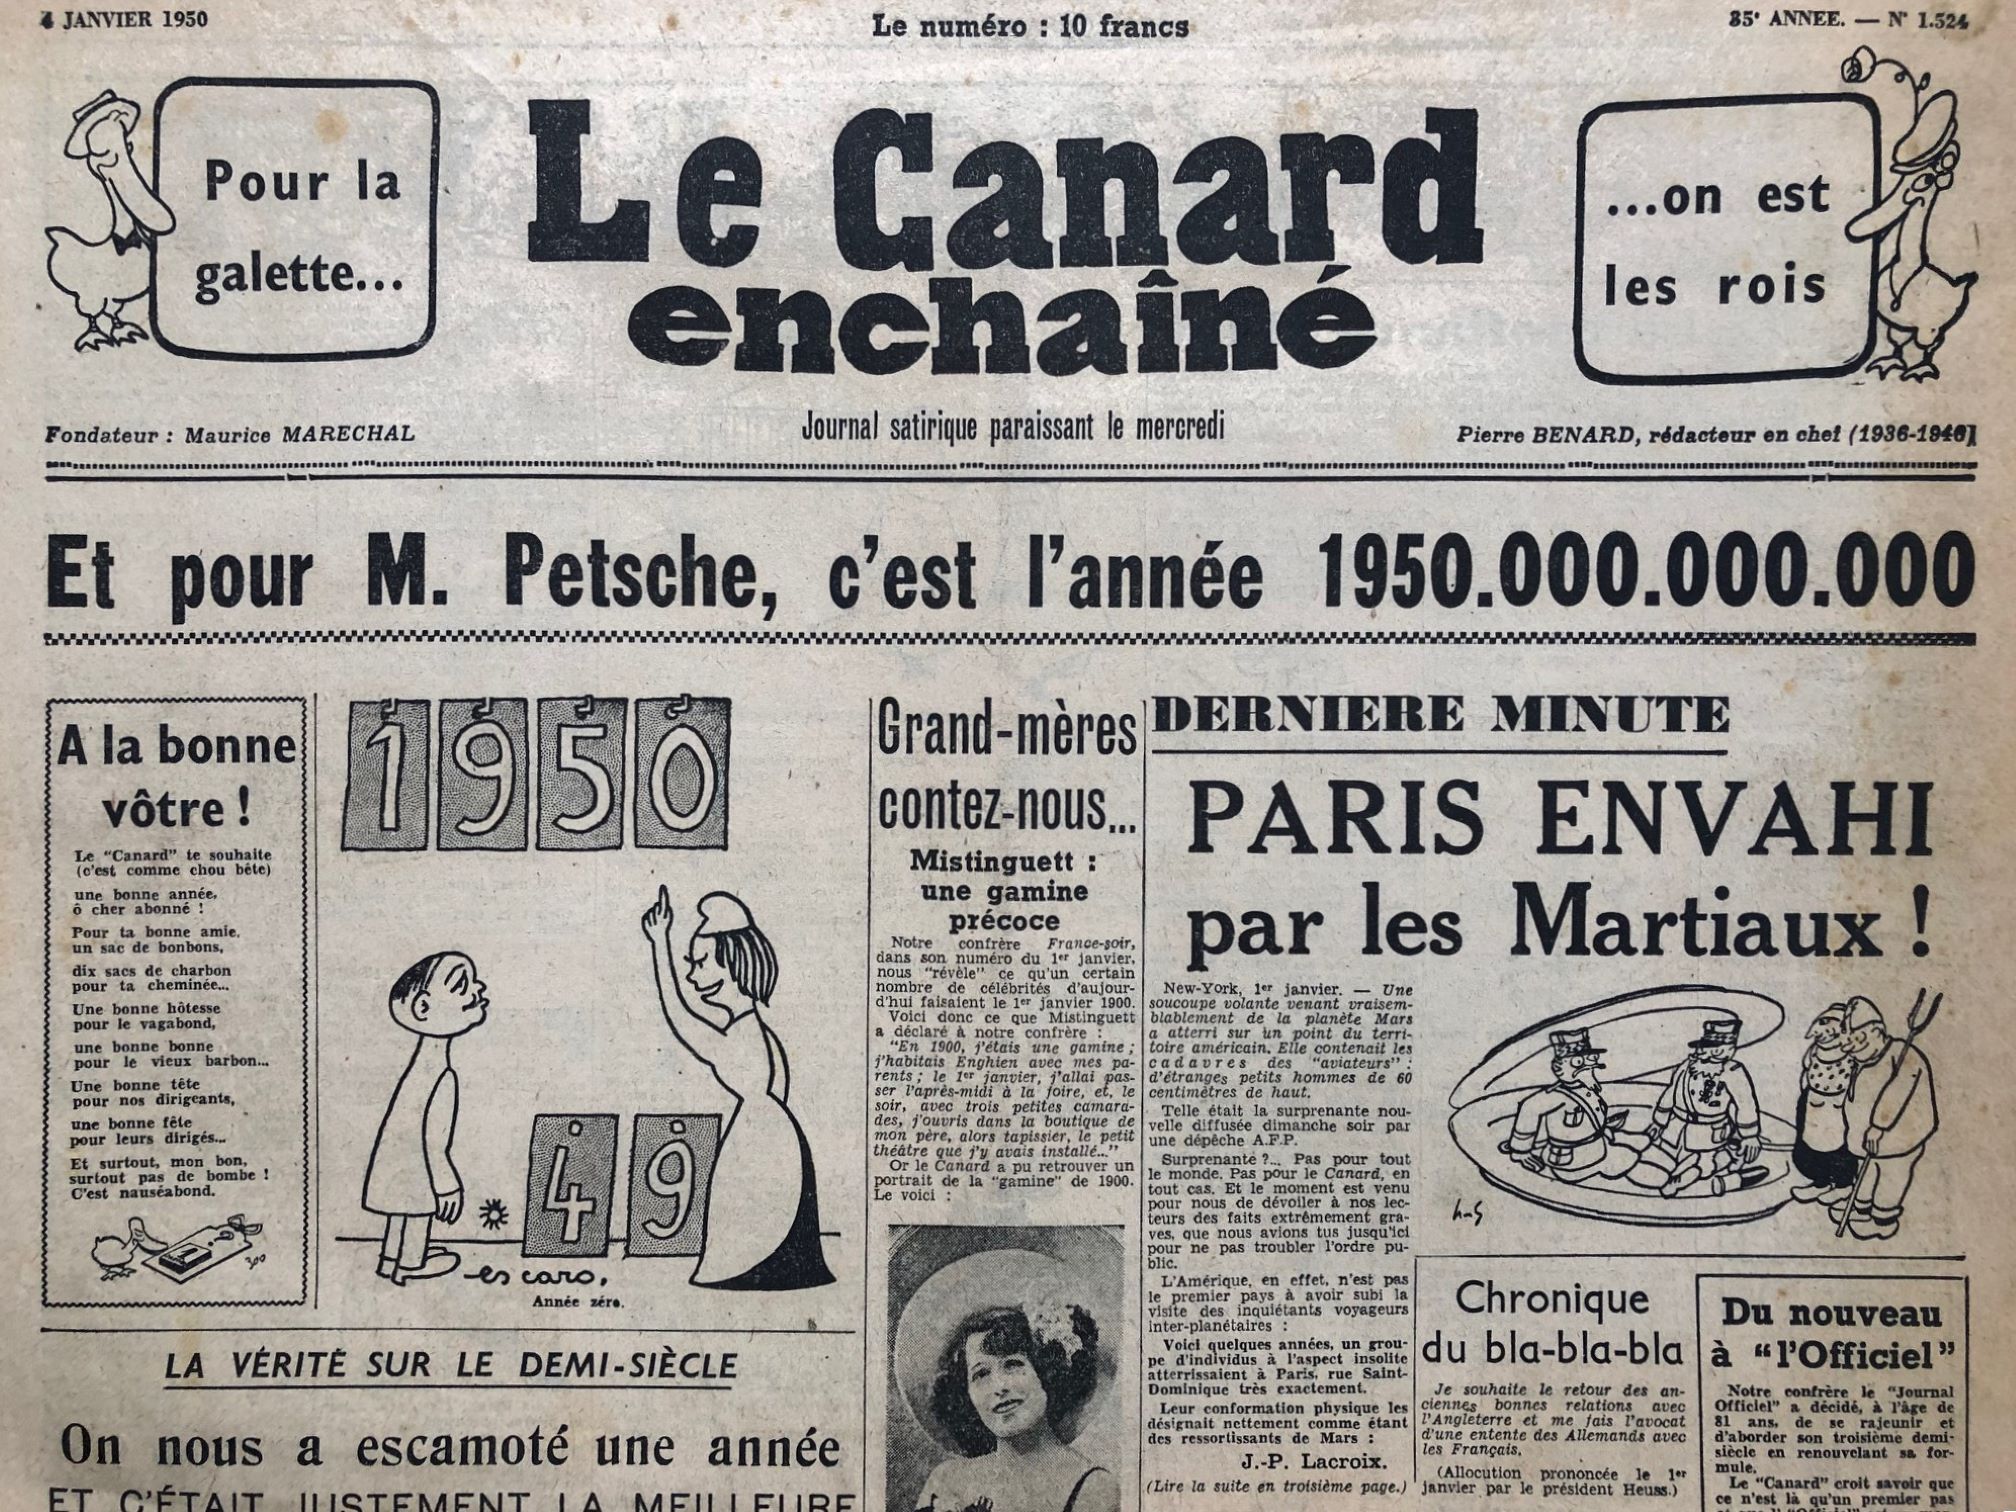 4 JANVIER 1950
Le numéro : 10 francs
35e ANNEE. — N° 1.524
Pour la
galette...
Le Canard
enchaîné
...on est
les rois
Fondateur : Maurice MARECHAL
Journal satirique paraissant le mercredi
Pierre BENARD, rédacteur en chef (1936-1946)
Et pour M. Petsche, c'est l'année 1950.000.000.000
A la bonne
vôtre !
Le "Canard" te souhaite
(c'est comme chou bête)
une bonne année,
ô cher abonné !
Pour ta bonne amie,
un sac de bonbons,
dix sacs de charbon
pour ta cheminée...
Une bonne hôtesse
pour le vagabond,
une bonne bonne
pour le vieux barbon...
Une bonne tête
pour nos dirigeants,
une bonne fête
pour leurs dirigés...
Et surtout, mon bon,
surtout pas de bombe !
C'est nauséabond.
1950
49
escaro.
Année zéro.
LA VÉRITÉ SUR LE DEMI-SIÈCLE
On nous a escamoté une année
ET C'ÉTAIT JUSTEMENT LA MEILLEURE
Grand-mères
contez-nous...
Mistinguett :
une gamine
précoce
Notre confrère France-soir,
dans son numéro du 1er janvier,
nous "révèle" ce qu'un certain
nombre de célébrités d'aujour-
d'hui faisaient le 1er janvier 1900.
Voici donc ce que Mistinguett
a déclaré à notre confrère :
"En 1900, j'étais une gamine ;
j'habitais Enghien avec mes pa-
rents ; le 1er janvier, j'allai pas-
ser l'après-midi à la foire, et, le
soir, avec trois petites camara-
des, j'ouvris dans la boutique de
mon père, alors tapissier, le petit
théâtre que j'y avais installé..."
Or le Canard a pu retrouver un
portrait de la "gamine" de 1900.
Le voici :
DERNIERE MINUTE
PARIS ENVAHI
par les Martiaux !
New-York, 1er janvier. — Une
soucoupe volante venant vraisem-
blablement de la planète Mars
a atterri sur un point du terri-
toire américain. Elle contenait les
cadavres des "aviateurs" :
d'étranges petits hommes de 60
centimètres de haut.
Telle était la surprenante nou-
velle diffusée dimanche soir par
une dépêche A.F.P.
Surprenante ?... Pas pour tout
le monde. Pas pour le Canard, en
tout cas. Et le moment est venu
pour nous de dévoiler à nos lec-
teurs des faits extrêmement gra-
ves, que nous avions tus jusqu'ici
pour ne pas troubler l'ordre pu-
blic.
L'Amérique, en effet, n'est pas
le premier pays à avoir subi la
visite des inquiétants voyageurs
inter-planétaires :
Voici quelques années, un grou-
pe d'individus à l'aspect insolite
atterrissaient à Paris, rue Saint-
Dominique très exactement.
Leur conformation physique les
désignait nettement comme étant
des ressortissants de Mars :
J.-P. Lacroix.
(Lire la suite en troisième page.)
h-S
Chronique
du bla-bla-bla
Je souhaite le retour des an-
ciennes bonnes relations avec
l'Angleterre et me fais l'avocat
d'une entente des Allemands avec
les Français.
(Allocution prononcée le 1er
janvier par le président Heuss.)
Du nouveau
à "l'Officiel"
Notre confrère le "Journal
Officiel" a décidé, à l'âge de
81 ans, de se rajeunir et
d'aborder son troisième demi-
siècle en renouvelant sa for-
mule.
Le "Canard" croit savoir que
ce n'est là qu'un premier pas